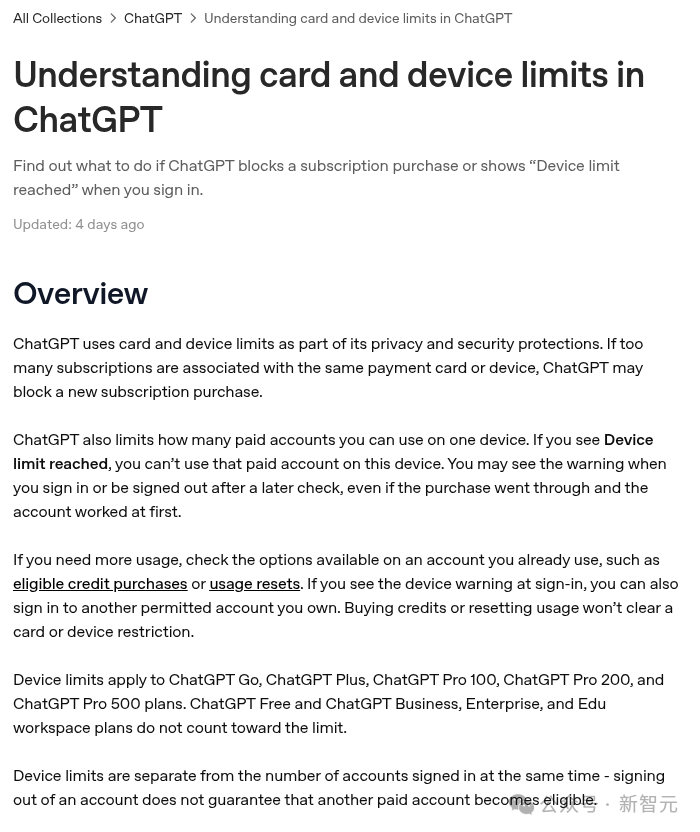 All Collections > ChatGPT > Understanding card and device limits in ChatGPT
Understanding card and device limits in
ChatGPT
Find out what to do if ChatGPT blocks a subscription purchase or shows “Device limit
reached” when you sign in.
Updated: 4 days ago
Overview
ChatGPT uses card and device limits as part of its privacy and security protections. If too
many subscriptions are associated with the same payment card or device, ChatGPT may
block a new subscription purchase.
ChatGPT also limits how many paid accounts you can use on one device. If you see Device
limit reached, you can’t use that paid account on this device. You may see the warning when
you sign in or be signed out after a later check, even if the purchase went through and the
account worked at first.
If you need more usage, check the options available on an account you already use, such as
eligible credit purchases or usage resets. If you see the device warning at sign-in, you can also
sign in to another permitted account you own. Buying credits or resetting usage won’t clear a
card or device restriction.
Device limits apply to ChatGPT Go, ChatGPT Plus, ChatGPT Pro 100, ChatGPT Pro 200, and
ChatGPT Pro 500 plans. ChatGPT Free and ChatGPT Business, Enterprise, and Edu
workspace plans do not count toward the limit.
Device limits are separate from the number of accounts signed in at the same time - signing
out of an account does not guarantee that another paid account becomes eligible.
公众号 · 新智元